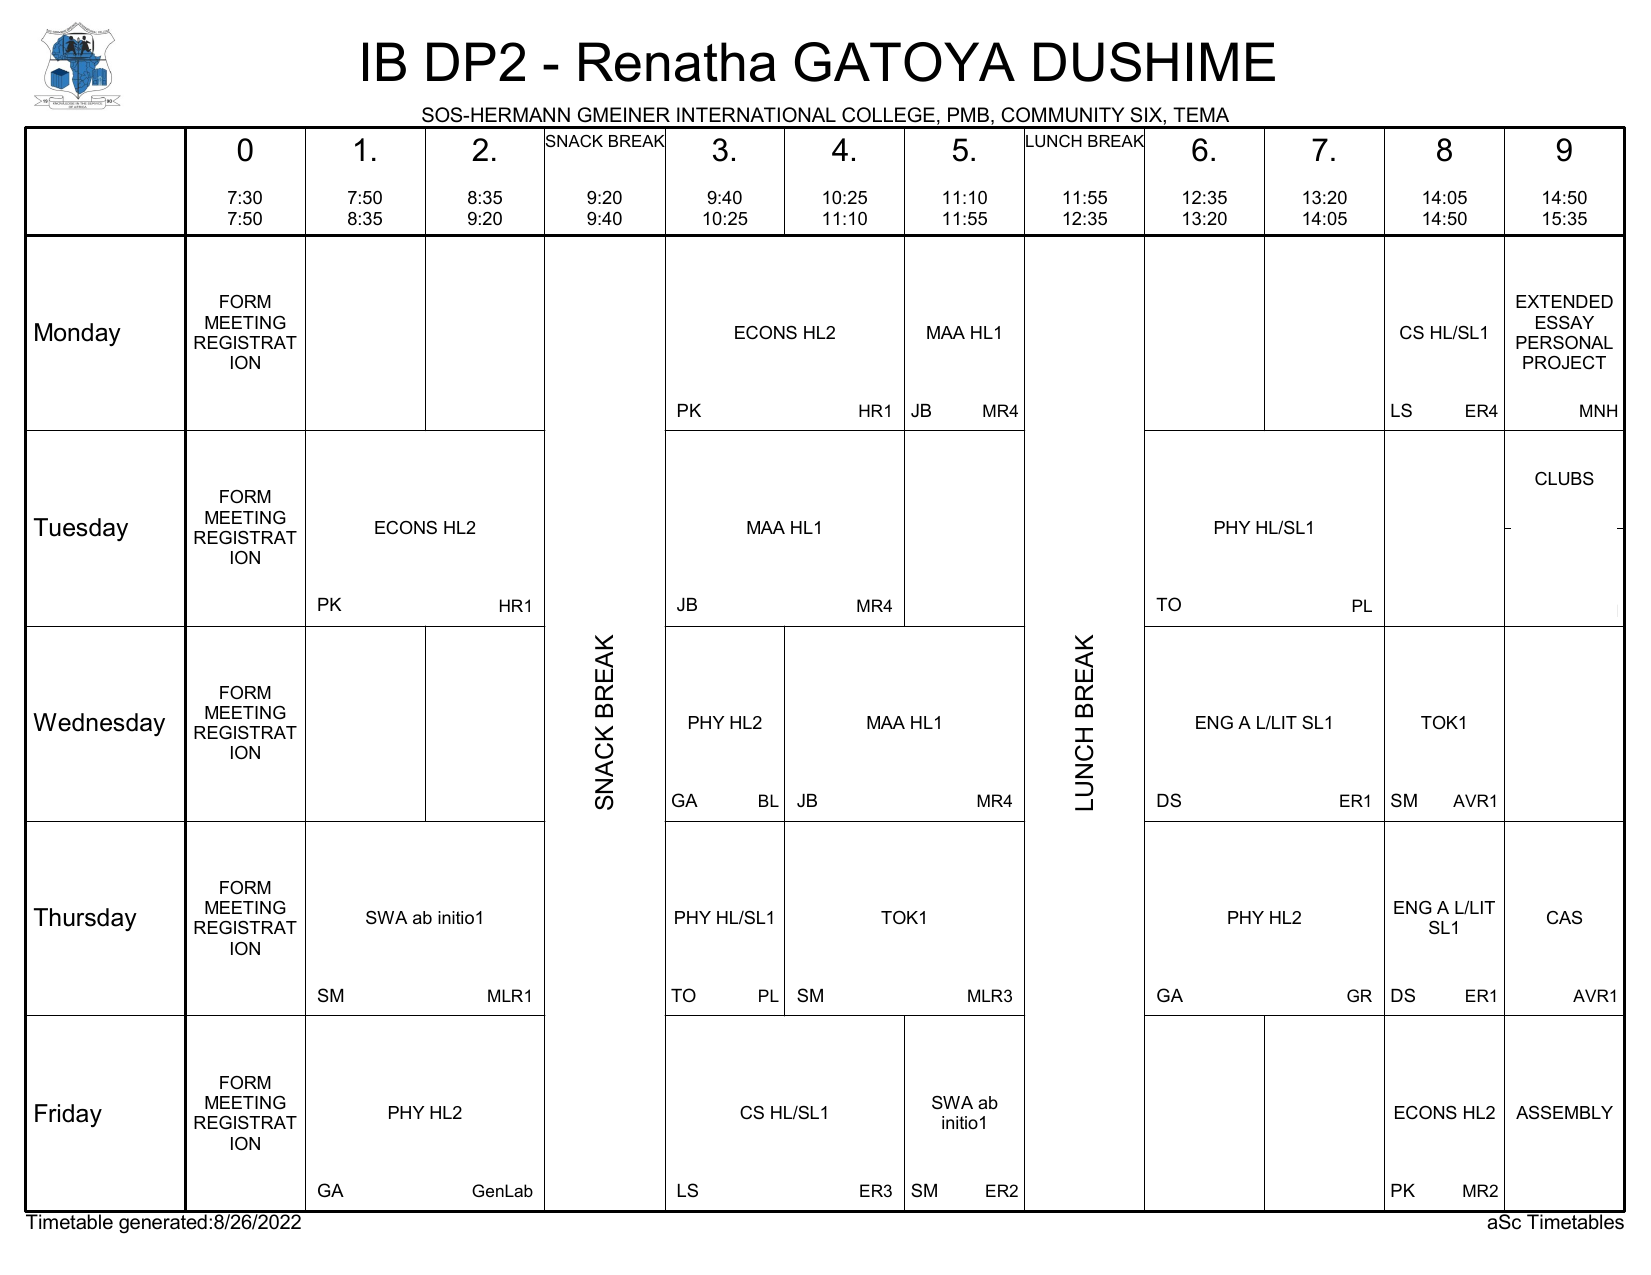 IB DP2 - Renatha GATOYA DUSHIME
SOS-HERMANN GMEINER INTERNATIONAL COLLEGE, PMB, COMMUNITY SIX, TEMA
0 1. 2. SNACK BREAK 3. 4. 5. LUNCH BREAK 6. 7. 8 9
7:30 7:50 8:35 9:20 9:40 10:25 11:10 11:55 12:35 13:20 14:05 14:50
7:50 8:35 9:20 9:40 10:25 11:10 11:55 12:35 13:20 14:05 14:50 15:35
Monday
FORM
MEETING
REGISTRAT
ION
ECONS HL2
PK HR1
MAA HL1
JB MR4
CS HL/SL1
LS ER4
EXTENDED
ESSAY
PERSONAL
PROJECT
MNH
Tuesday
FORM
MEETING
REGISTRAT
ION
ECONS HL2
PK HR1
MAA HL1
JB MR4
PHY HL/SL1
TO PL
CLUBS
Wednesday
FORM
MEETING
REGISTRAT
ION
SNACK BREAK
PHY HL2
GA BL
MAA HL1
JB MR4
LUNCH BREAK
ENG A L/LIT SL1
DS ER1
TOK1
SM AVR1
Thursday
FORM
MEETING
REGISTRAT
ION
SWA ab initio1
SM MLR1
PHY HL/SL1
TO PL
TOK1
SM MLR3
PHY HL2
GA GR
ENG A L/LIT
SL1
DS ER1
CAS
AVR1
Friday
FORM
MEETING
REGISTRAT
ION
PHY HL2
GA GenLab
CS HL/SL1
LS ER3
SWA ab
initio1
SM ER2
ECONS HL2
PK MR2
ASSEMBLY
Timetable generated:8/26/2022
aSc Timetables